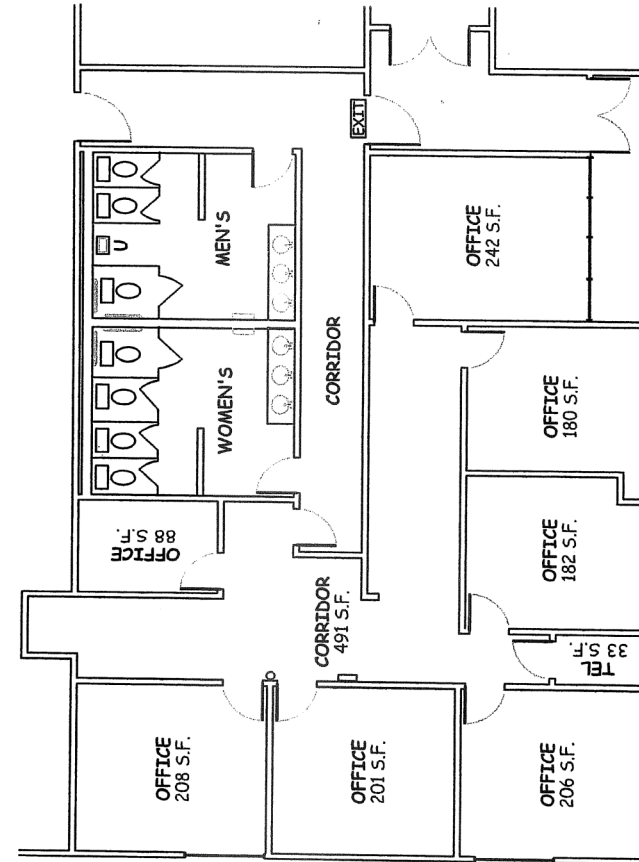 EXIT
MEN'S
OFFICE
242 S.F.
CORRIDOR
WOMEN'S
OFFICE
180 S.F.
OFFICE
88 S.F.
OFFICE
182 S.F.
CORRIDOR
491 S.F.
TEL
33 S.F.
OFFICE
208 S.F.
OFFICE
201 S.F.
OFFICE
206 S.F.